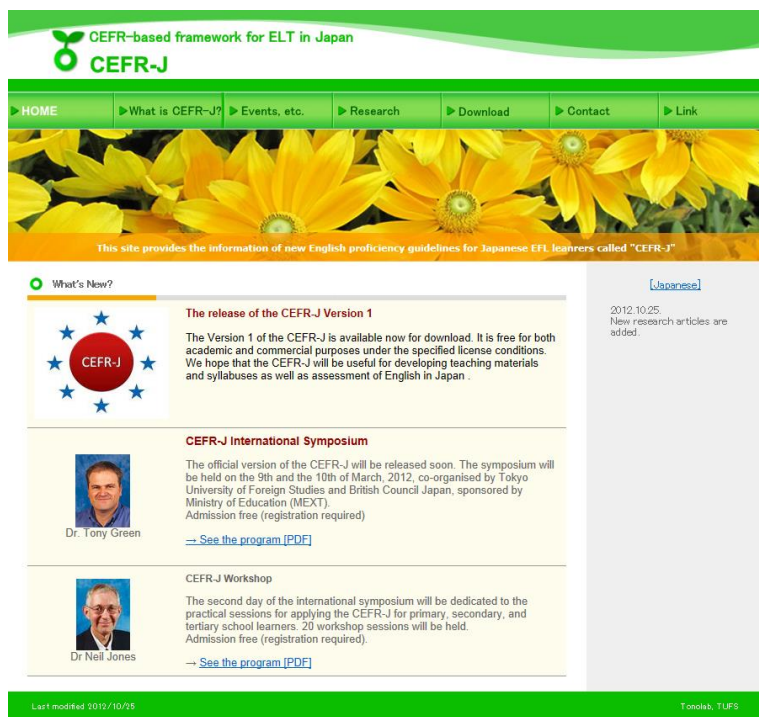 CEFR-based framework for ELT in Japan
CEFR-J
HOME
What is CEFR-J?
Events, etc.
Research
Download
Contact
Link
This site provides the information of new English proficiency guidelines for Japanese EFL leanrers called "CEFR-J"
What's New?
[Japanese]
2012.10.25.
New research articles are
added.
CEFR-J
The release of the CEFR-J Version 1
The Version 1 of the CEFR-J is available now for download. It is free for both
academic and commercial purposes under the specified license conditions.
We hope that the CEFR-J will be useful for developing teaching materials
and syllabuses as well as assessment of English in Japan .
Dr. Tony Green
CEFR-J International Symposium
The official version of the CEFR-J will be released soon. The symposium will
be held on the 9th and the 10th of March, 2012, co-organised by Tokyo
University of Foreign Studies and British Council Japan, sponsored by
Ministry of Education (MEXT).
Admission free (registration required)
→ See the program [PDF]
Dr Neil Jones
CEFR-J Workshop
The second day of the international symposium will be dedicated to the
practical sessions for applying the CEFR-J for primary, secondary, and
tertiary school learners. 20 workshop sessions will be held.
Admission free (registration required).
→ See the program [PDF]
Last modified 2012/10/25
Tonolab, TUFS